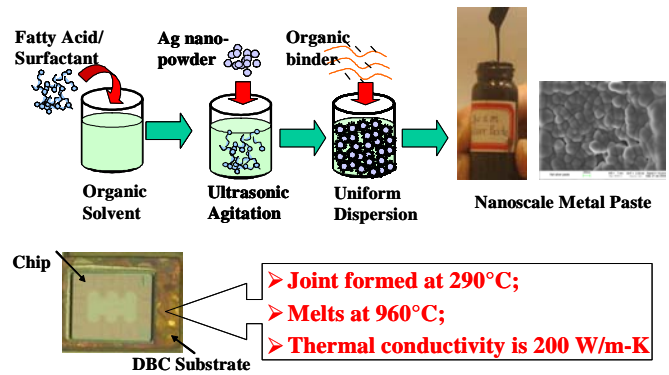 Fatty Acid/
Surfactant
Ag nano-
powder
Organic
binder
Organic
Solvent
Ultrasonic
Agitation
Uniform
Dispersion
Nanoscale Metal Paste
Chip
DBC Substrate
➢ Joint formed at 290°C;
➢ Melts at 960°C;
➢ Thermal conductivity is 200 W/m-K